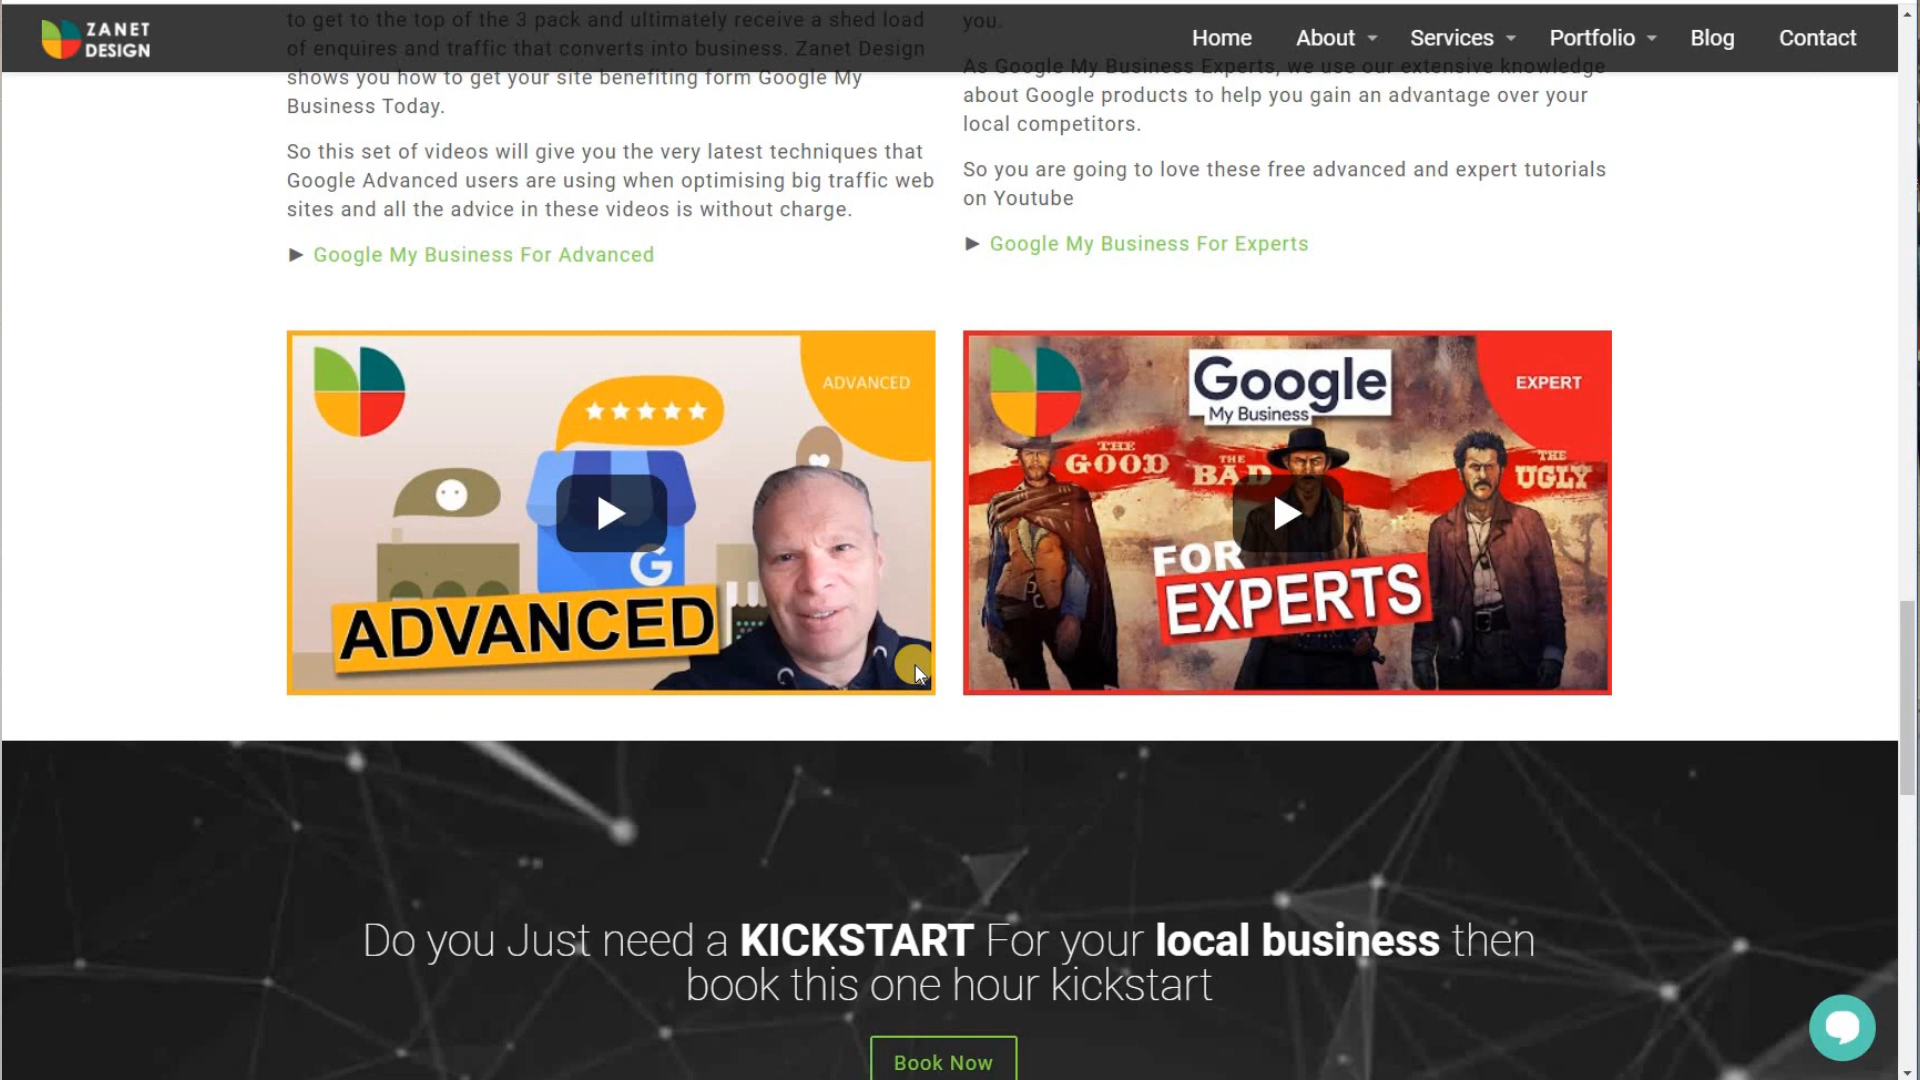 ZANET
DESIGN
Home
About
Services
Portfolio
Blog
Contact
to get to the top of the 3 pack and ultimately receive a shed load
of enquires and traffic that converts into business. Zanet Design
shows you how to get your site benefiting form Google My
Business Today.
So this set of videos will give you the very latest techniques that
Google Advanced users are using when optimising big traffic web
sites and all the advice in these videos is without charge.
► Google My Business For Advanced
you.
As Google My Business Experts, we use our extensive knowledge
about Google products to help you gain an advantage over your
local competitors.
So you are going to love these free advanced and expert tutorials
on Youtube
► Google My Business For Experts
ADVANCED
G
ADVANCED
Google
My Business
EXPERT
THE
GOOD
THE
BAD
THE
UGLY
FOR
EXPERTS
Do you Just need a KICKSTART For your local business then
book this one hour kickstart
Book Now